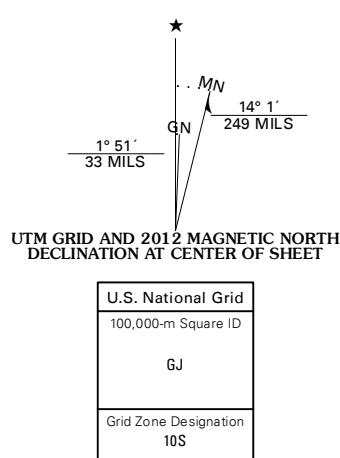 ★
MN
GN
14° 1´
249 MILS
1° 51´
33 MILS
UTM GRID AND 2012 MAGNETIC NORTH
DECLINATION AT CENTER OF SHEET
U.S. National Grid
100,000-m Square ID
GJ
Grid Zone Designation
10S